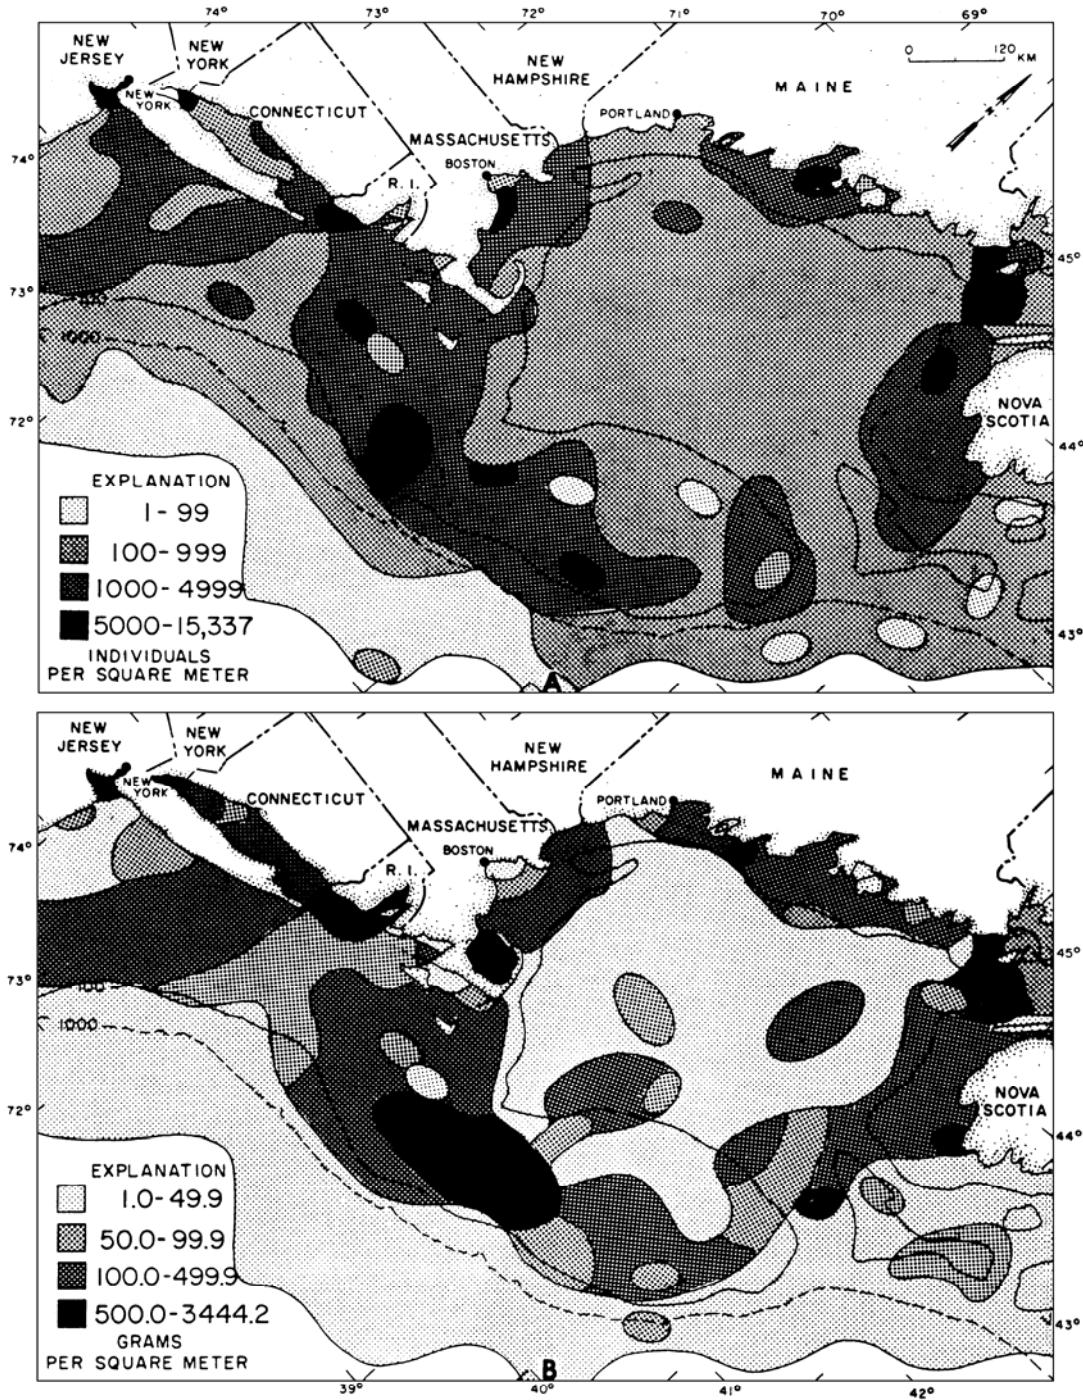 74° 73° 72° 71° 70° 69°
NEW JERSEY
NEW YORK
NEW YORK
CONNECTICUT
MASSACHUSETTS
BOSTON
R. I.
NEW HAMPSHIRE
PORTLAND
MAINE
0 120
KM
74°
73°
1000
72°
45°
NOVA SCOTIA
44°
43°
EXPLANATION
1-99
100-999
1000-4999
5000-15,337
INDIVIDUALS
PER SQUARE METER
A
NEW JERSEY
NEW YORK
NEW YORK
CONNECTICUT
MASSACHUSETTS
BOSTON
R. I.
NEW HAMPSHIRE
PORTLAND
MAINE
74°
73°
100
1000
72°
45°
NOVA SCOTIA
44°
43°
EXPLANATION
1.0-49.9
50.0-99.9
100.0-499.9
500.0-3444.2
GRAMS
PER SQUARE METER
B
39° 40° 41° 42°